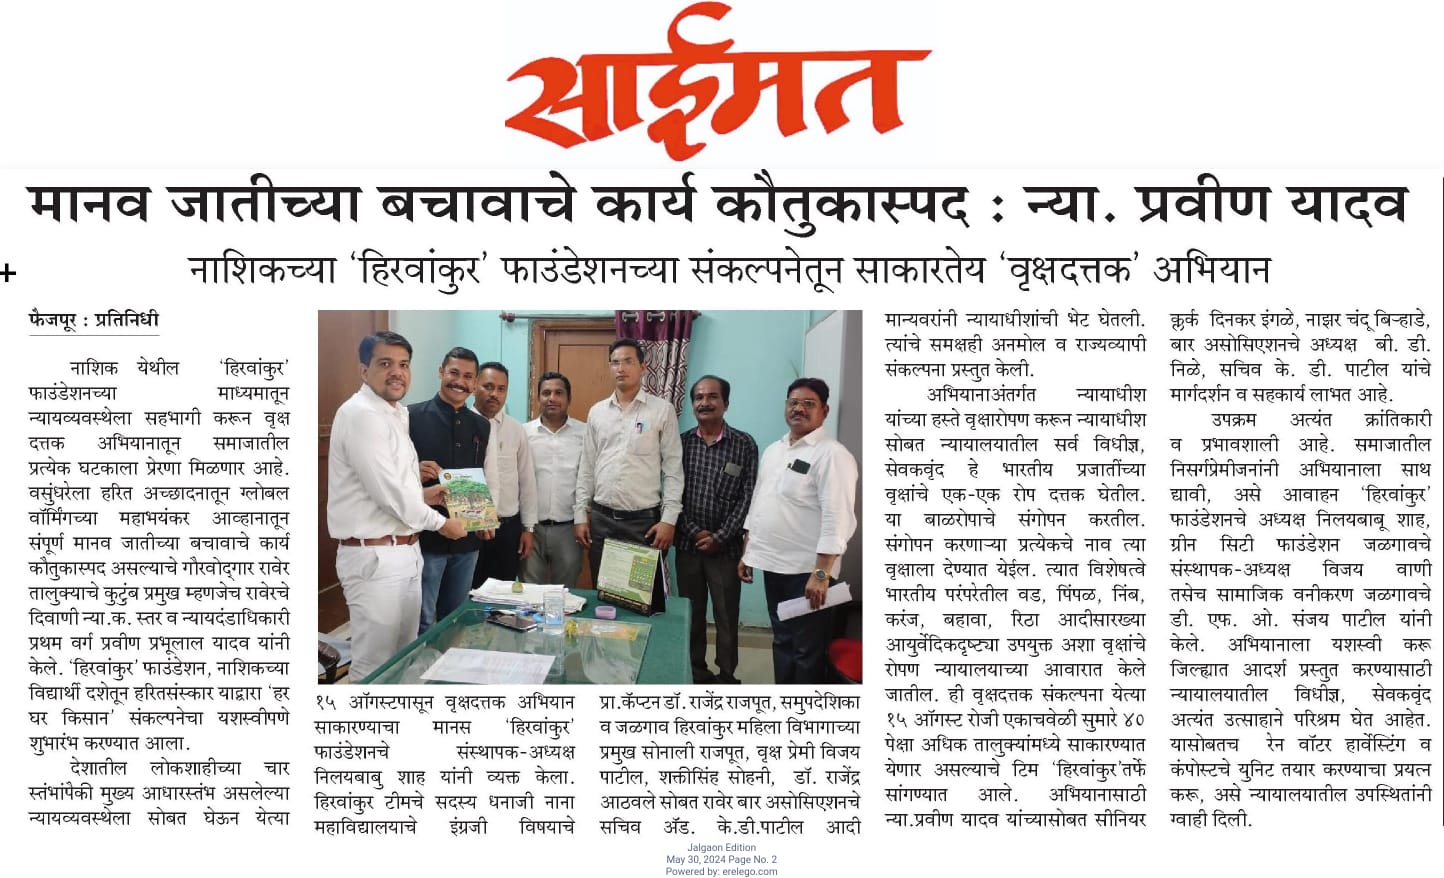 साईमत
मानव जातीच्या बचावाचे कार्य कौतुकास्पद : न्या. प्रवीण यादव
नाशिकच्या ‘हिरवांकुर’ फाउंडेशनच्या संकल्पनेतून साकारतेय ‘वृक्षदत्तक’ अभियान
फैजपूर : प्रतिनिधी
नाशिक येथील ‘हिरवांकुर’
फाउंडेशनच्या माध्यमातून
न्यायव्यवस्थेला सहभागी करून वृक्ष
दत्तक अभियानातून समाजातील
प्रत्येक घटकाला प्रेरणा मिळणार आहे.
वसुंधरेला हरित अच्छादनातून ग्लोबल
वॉर्मिंगच्या महाभयंकर आव्हानातून
संपूर्ण मानव जातीच्या बचावाचे कार्य
कौतुकास्पद असल्याचे गौरवोद्‌गार रावेर
तालुक्याचे कुटुंब प्रमुख म्हणजेच रावेरचे
दिवाणी न्या.क. स्तर व न्यायदंडाधिकारी
प्रथम वर्ग प्रवीण प्रभूलाल यादव यांनी
केले. ‘हिरवांकुर’ फाउंडेशन, नाशिकच्या
विद्यार्थी दशेतून हरितसंस्कार याद्वारा ‘हर
घर किसान’ संकल्पनेचा यशस्वीपणे
शुभारंभ करण्यात आला.
देशातील लोकशाहीच्या चार
स्तंभांपैकी मुख्य आधारस्तंभ असलेल्या
न्यायव्यवस्थेला सोबत घेऊन येत्या
१५ ऑगस्टपासून वृक्षदत्तक अभियान
साकारण्याचा मानस ‘हिरवांकुर’
फाउंडेशनचे संस्थापक-अध्यक्ष
निलयबाबु शाह यांनी व्यक्त केला.
हिरवांकुर टीमचे सदस्य धनाजी नाना
महाविद्यालयाचे इंग्रजी विषयाचे
प्रा.कॅप्टन डॉ. राजेंद्र राजपूत, समुपदेशिका
व जळगाव हिरवांकुर महिला विभागाच्या
प्रमुख सोनाली राजपूत, वृक्ष प्रेमी विजय
पाटील, शक्तीसिंह सोहनी, डॉ. राजेंद्र
आठवले सोबत रावेर बार असोसिएशनचे
सचिव अ‍ॅड. के.डी.पाटील आदी
मान्यवरांनी न्यायाधीशांची भेट घेतली.
त्यांचे समक्षही अनमोल व राज्यव्यापी
संकल्पना प्रस्तुत केली.
अभियानाअंतर्गत न्यायाधीश
यांच्या हस्ते वृक्षारोपण करून न्यायाधीश
सोबत न्यायालयातील सर्व विधीज्ञ,
सेवकवृंद हे भारतीय प्रजातींच्या
वृक्षांचे एक-एक रोप दत्तक घेतील.
या बाळरोपाचे संगोपन करतील.
संगोपन करणाऱ्या प्रत्येकचे नाव त्या
वृक्षाला देण्यात येईल. त्यात विशेषत्वे
भारतीय परंपरेतील वड, पिंपळ, निंब,
करंज, बहावा, रिठा आदीसारख्या
आयुर्वेदिकदृष्ट्या उपयुक्त अशा वृक्षांचे
रोपण न्यायालयाच्या आवारात केले
जातील. ही वृक्षदत्तक संकल्पना येत्या
१५ ऑगस्ट रोजी एकाचवेळी सुमारे ४०
पेक्षा अधिक तालुक्यांमध्ये साकारण्यात
येणार असल्याचे टिम ‘हिरवांकुर’तर्फे
सांगण्यात आले. अभियानासाठी
न्या.प्रवीण यादव यांच्यासोबत सीनियर
क्लर्क दिनकर इंगळे, नाझर चंदू बिऱ्हाडे,
बार असोसिएशनचे अध्यक्ष बी. डी.
निळे, सचिव के. डी. पाटील यांचे
मार्गदर्शन व सहकार्य लाभत आहे.
उपक्रम अत्यंत क्रांतिकारी
व प्रभावशाली आहे. समाजातील
निसर्गप्रेमीजनांनी अभियानाला साथ
द्यावी, असे आवाहन ‘हिरवांकुर’
फाउंडेशनचे अध्यक्ष निलयबाबू शाह,
ग्रीन सिटी फाउंडेशन जळगावचे
संस्थापक-अध्यक्ष विजय वाणी
तसेच सामाजिक वनीकरण जळगावचे
डी. एफ. ओ. संजय पाटील यांनी
केले. अभियानाला यशस्वी करू
जिल्ह्यात आदर्श प्रस्तुत करण्यासाठी
न्यायालयातील विधीज्ञ, सेवकवृंद
अत्यंत उत्साहाने परिश्रम घेत आहेत.
यासोबतच रेन वॉटर हार्वेस्टिंग व
कंपोस्टचे युनिट तयार करण्याचा प्रयत्न
करू, असे न्यायालयातील उपस्थितांनी
ग्वाही दिली.
Jalgaon Edition
May 30, 2024 Page No. 2
Powered by: erelego.com